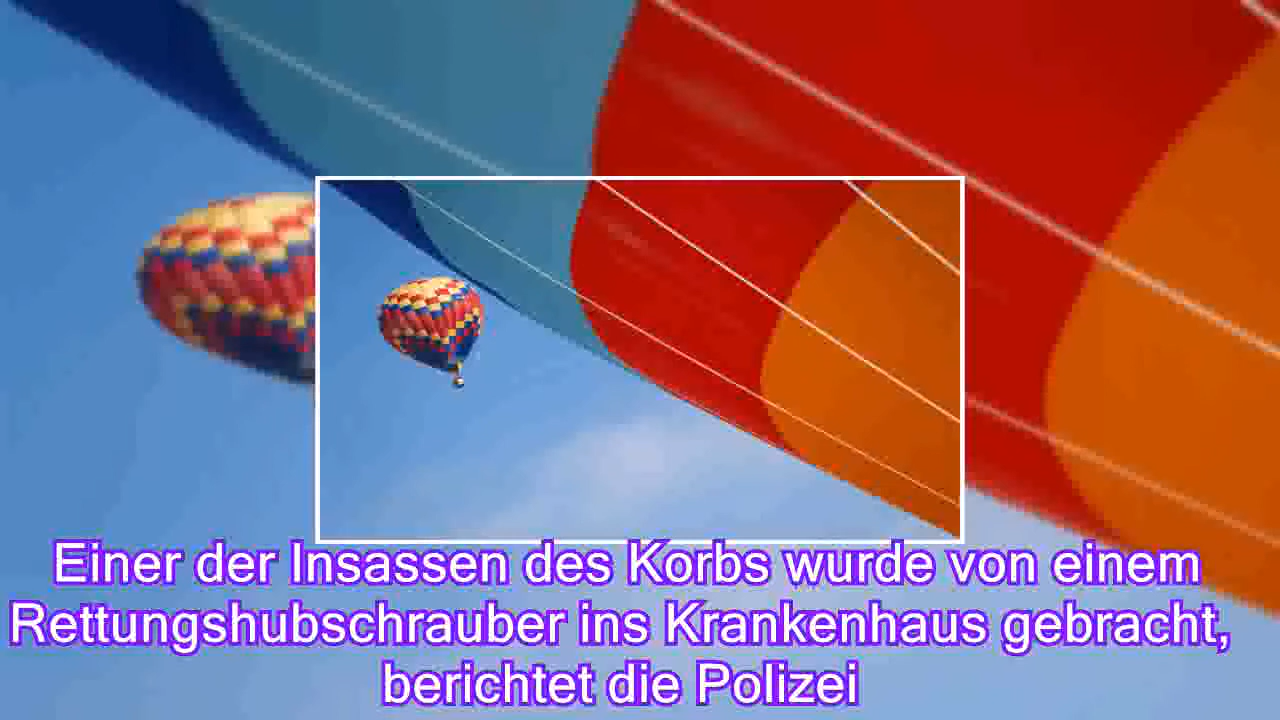 Einer der Insassen des Korbs wurde von einem
Rettungshubschrauber ins Krankenhaus gebracht,
berichtet die Polizei